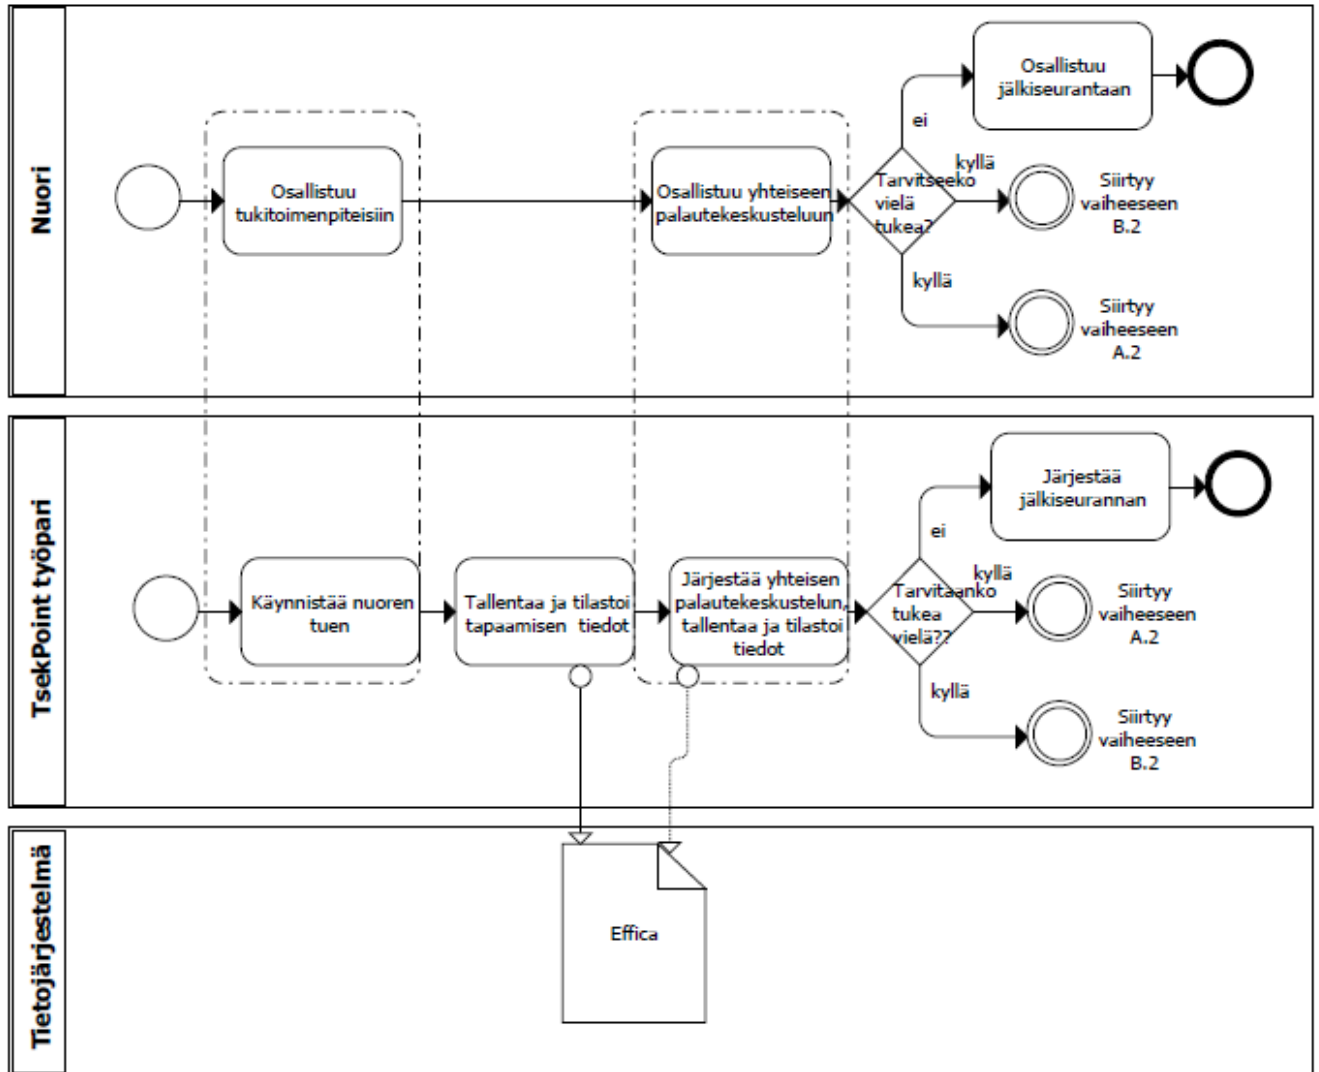 Nuori
Osallistuu
tukitoimenpiteisiin
Osallistuu yhteiseen
palautekeskusteluun
Tarvitseeko
vielä
tukea?
ei
Osallistuu
jälkiseurantaan
kyllä
Siirtyy
vaiheeseen
B.2
kyllä
Siirtyy
vaiheeseen
A.2
TsekPoint työpari
Käynnistää nuoren
tuen
Tallentaa ja tilastoi
tapaamisen tiedot
Järjestää yhteisen
palautekeskustelun,
tallentaa ja tilastoi
tiedot
Tarvitaanko
tukea
vielä??
ei
Järjestää
jälkiseurannan
kyllä
Siirtyy
vaiheeseen
A.2
kyllä
Siirtyy
vaiheeseen
B.2
Tietojärjestelmä
Effica